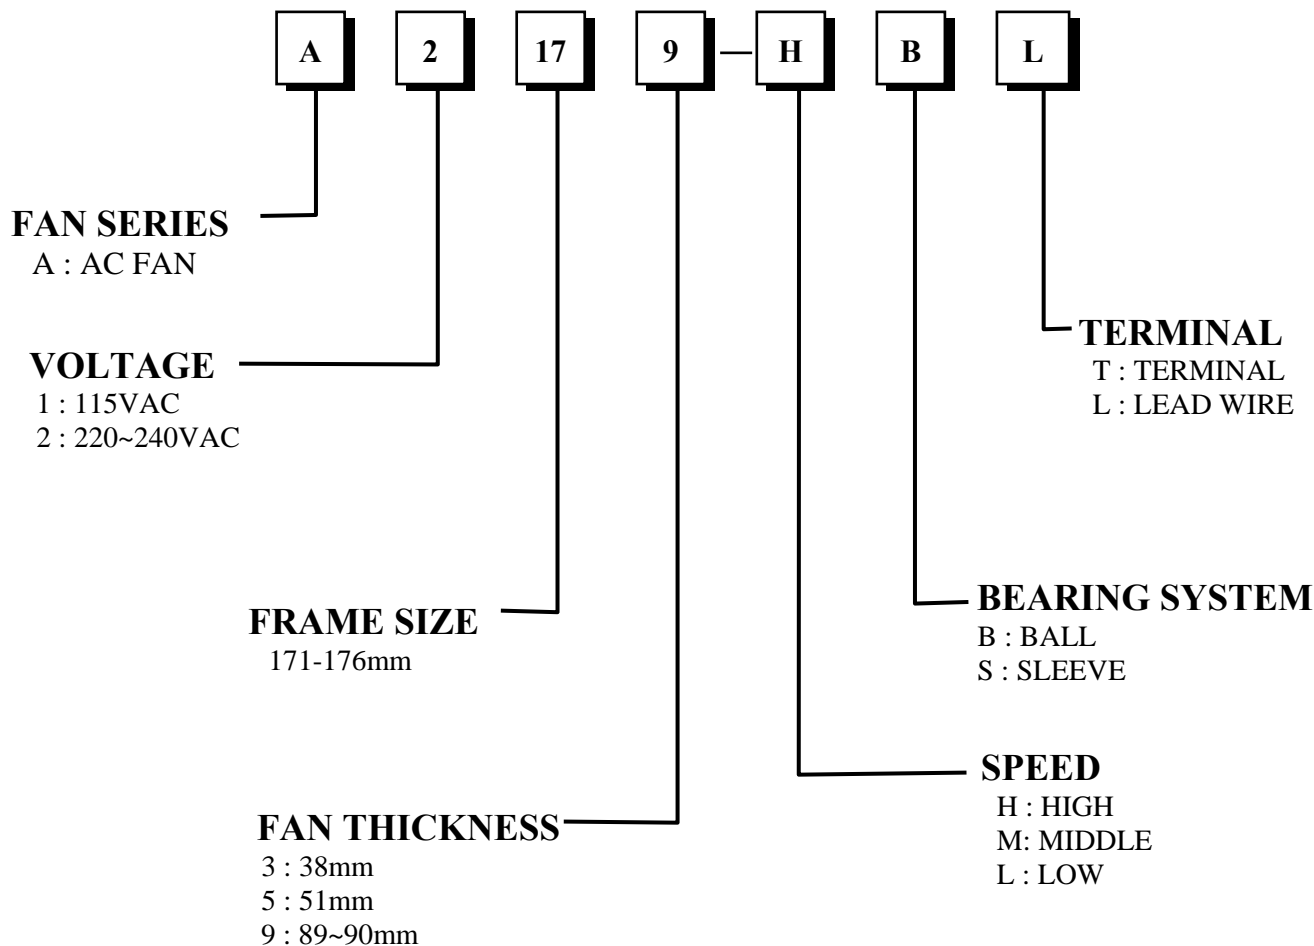 A 2 17 9 — H B L
FAN SERIES
A : AC FAN
VOLTAGE
1 : 115VAC
2 : 220~240VAC
TERMINAL
T : TERMINAL
L : LEAD WIRE
FRAME SIZE
171-176mm
BEARING SYSTEM
B : BALL
S : SLEEVE
SPEED
H : HIGH
M: MIDDLE
L : LOW
FAN THICKNESS
3 : 38mm
5 : 51mm
9 : 89~90mm